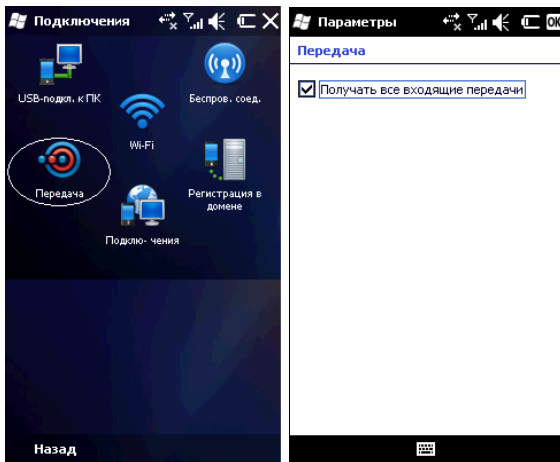 Подключения
USB-подкл. к ПК
Беспров. соед.
Wi-Fi
Передача
Регистрация в
домене
Подклю- чения
Назад
Параметры
OK
Передача
Получать все входящие передачи